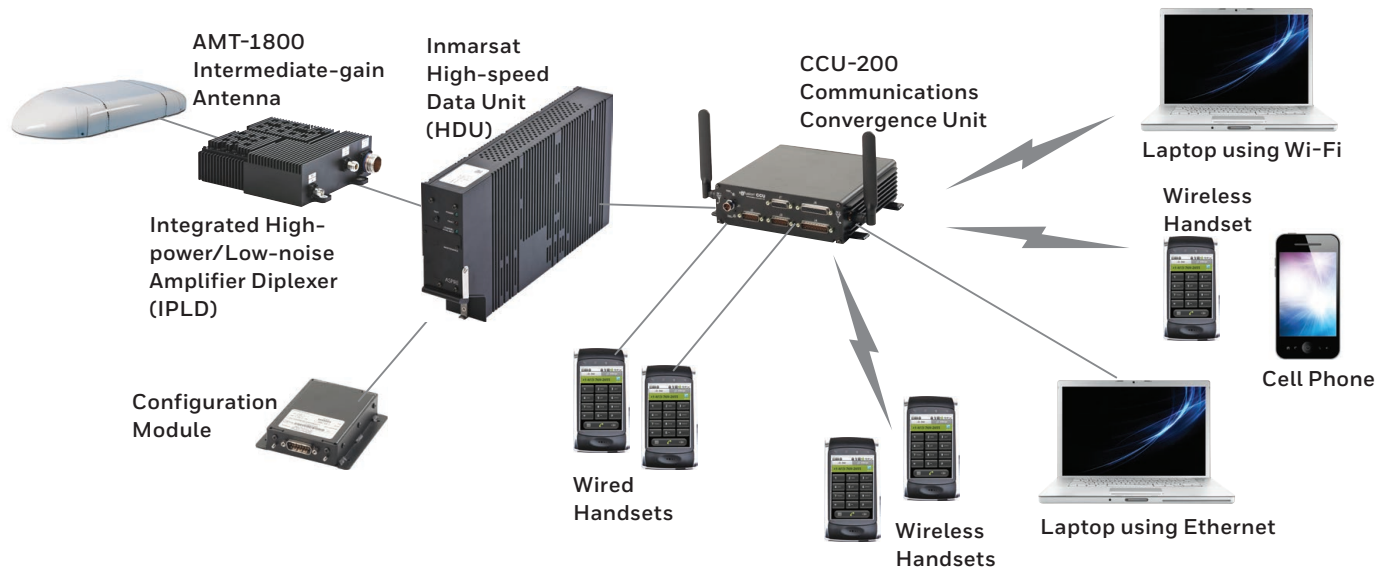 AMT-1800
Intermediate-gain
Antenna
Inmarsat
High-speed
Data Unit
(HDU)
CCU-200
Communications
Convergence Unit
Laptop using Wi-Fi
Integrated High-
power/Low-noise
Amplifier Diplexer
(IPLD)
Wireless
Handset
Cell Phone
Configuration
Module
Wired
Handsets
Wireless
Handsets
Laptop using Ethernet